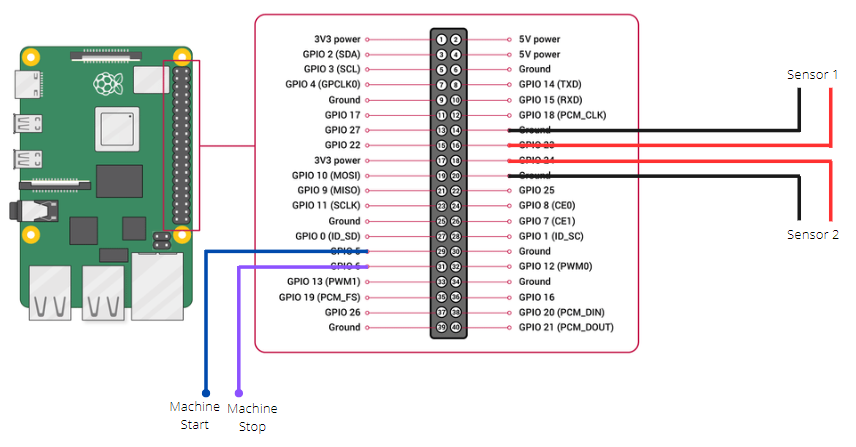 Sensor 1
3V3 power 1 2 5V power
GPIO 2 (SDA) 3 4 5V power
GPIO 3 (SCL) 5 6 Ground
GPIO 4 (GPCLK0) 7 8 GPIO 14 (TXD)
Ground 9 10 GPIO 15 (RXD)
GPIO 17 11 12 GPIO 18 (PCM_CLK)
GPIO 27 13 14 Ground
GPIO 22 15 16 GPIO 23
3V3 power 17 18 GPIO 24
GPIO 10 (MOSI) 19 20 Ground
GPIO 9 (MISO) 21 22 GPIO 25
GPIO 11 (SCLK) 23 24 GPIO 8 (CE0)
Ground 25 26 GPIO 7 (CE1)
GPIO 0 (ID_SD) 27 28 GPIO 1 (ID_SC)
GPIO 5 29 30 Ground
GPIO 6 31 32 GPIO 12 (PWM0)
GPIO 13 (PWM1) 33 34 Ground
GPIO 19 (PCM_FS) 35 36 GPIO 16
GPIO 26 37 38 GPIO 20 (PCM_DIN)
Ground 39 40 GPIO 21 (PCM_DOUT)
Sensor 2
Machine
Start
Machine
Stop